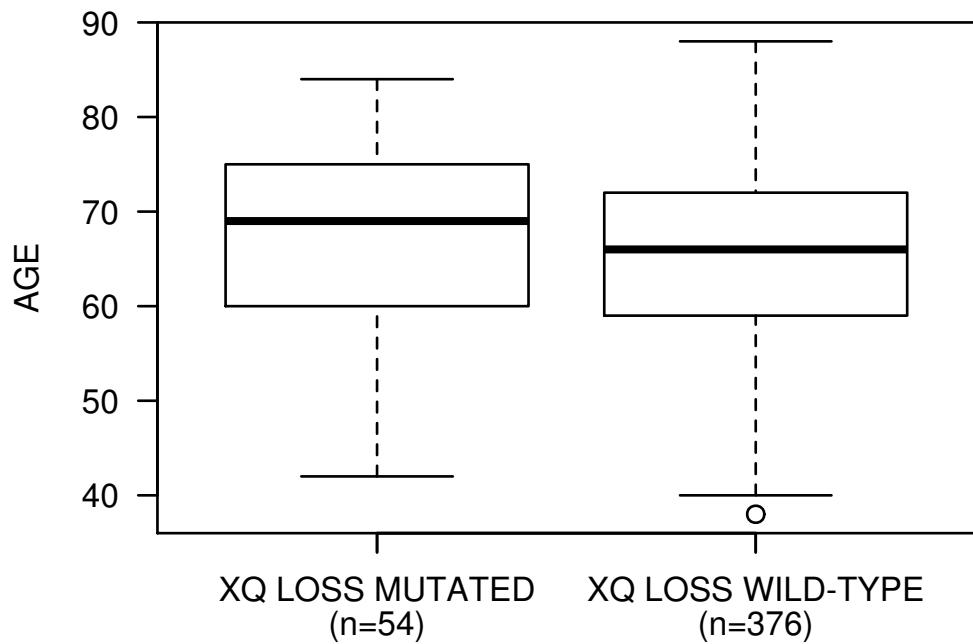 90
80
70
60
50
40
AGE
XQ LOSS MUTATED
(n=54)
XQ LOSS WILD-TYPE
(n=376)